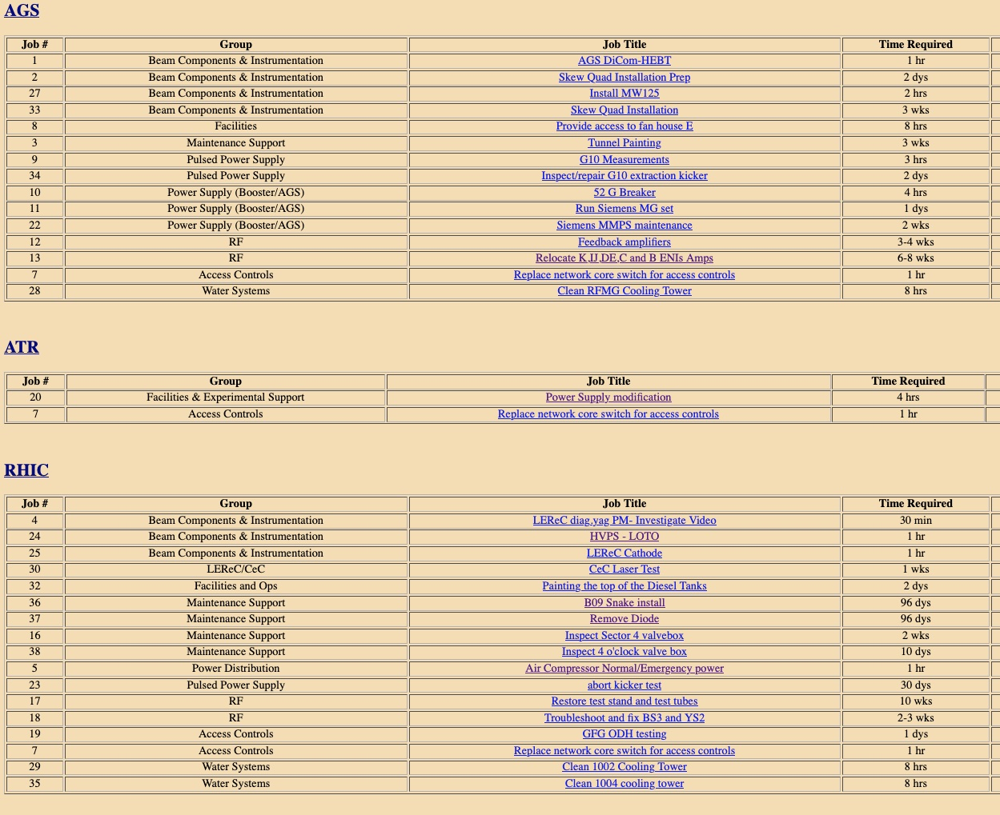 AGS
Job # Group Job Title Time Required
1 Beam Components & Instrumentation AGS DiCom-HEBT 1 hr
2 Beam Components & Instrumentation Skew Quad Installation Prep 2 dys
27 Beam Components & Instrumentation Install MW125 2 hrs
33 Beam Components & Instrumentation Skew Quad Installation 3 wks
8 Facilities Provide access to fan house E 8 hrs
3 Maintenance Support Tunnel Painting 3 wks
9 Pulsed Power Supply G10 Measurements 3 hrs
34 Pulsed Power Supply Inspect/repair G10 extraction kicker 2 dys
10 Power Supply (Booster/AGS) 52 G Breaker 4 hrs
11 Power Supply (Booster/AGS) Run Siemens MG set 1 dys
22 Power Supply (Booster/AGS) Siemens MMPS maintenance 2 wks
12 RF Feedback amplifiers 3-4 wks
13 RF Relocate K,IJ,DE,C and B ENIs Amps 6-8 wks
7 Access Controls Replace network core switch for access controls 1 hr
28 Water Systems Clean RFMG Cooling Tower 8 hrs
ATR
Job # Group Job Title Time Required
20 Facilities & Experimental Support Power Supply modification 4 hrs
7 Access Controls Replace network core switch for access controls 1 hr
RHIC
Job # Group Job Title Time Required
4 Beam Components & Instrumentation LEReC diag.yag PM- Investigate Video 30 min
24 Beam Components & Instrumentation HVPS - LOTO 1 hr
25 Beam Components & Instrumentation LEReC Cathode 1 hr
30 LEReC/CeC CeC Laser Test 1 wks
32 Facilities and Ops Painting the top of the Diesel Tanks 2 dys
36 Maintenance Support B09 Snake install 96 dys
37 Maintenance Support Remove Diode 96 dys
16 Maintenance Support Inspect Sector 4 valvebox 2 wks
38 Maintenance Support Inspect 4 o'clock valve box 10 dys
5 Power Distribution Air Compressor Normal/Emergency power 1 hr
23 Pulsed Power Supply abort kicker test 30 dys
17 RF Restore test stand and test tubes 10 wks
18 RF Troubleshoot and fix BS3 and YS2 2-3 wks
19 Access Controls GFG ODH testing 1 dys
7 Access Controls Replace network core switch for access controls 1 hr
29 Water Systems Clean 1002 Cooling Tower 8 hrs
35 Water Systems Clean 1004 cooling tower 8 hrs